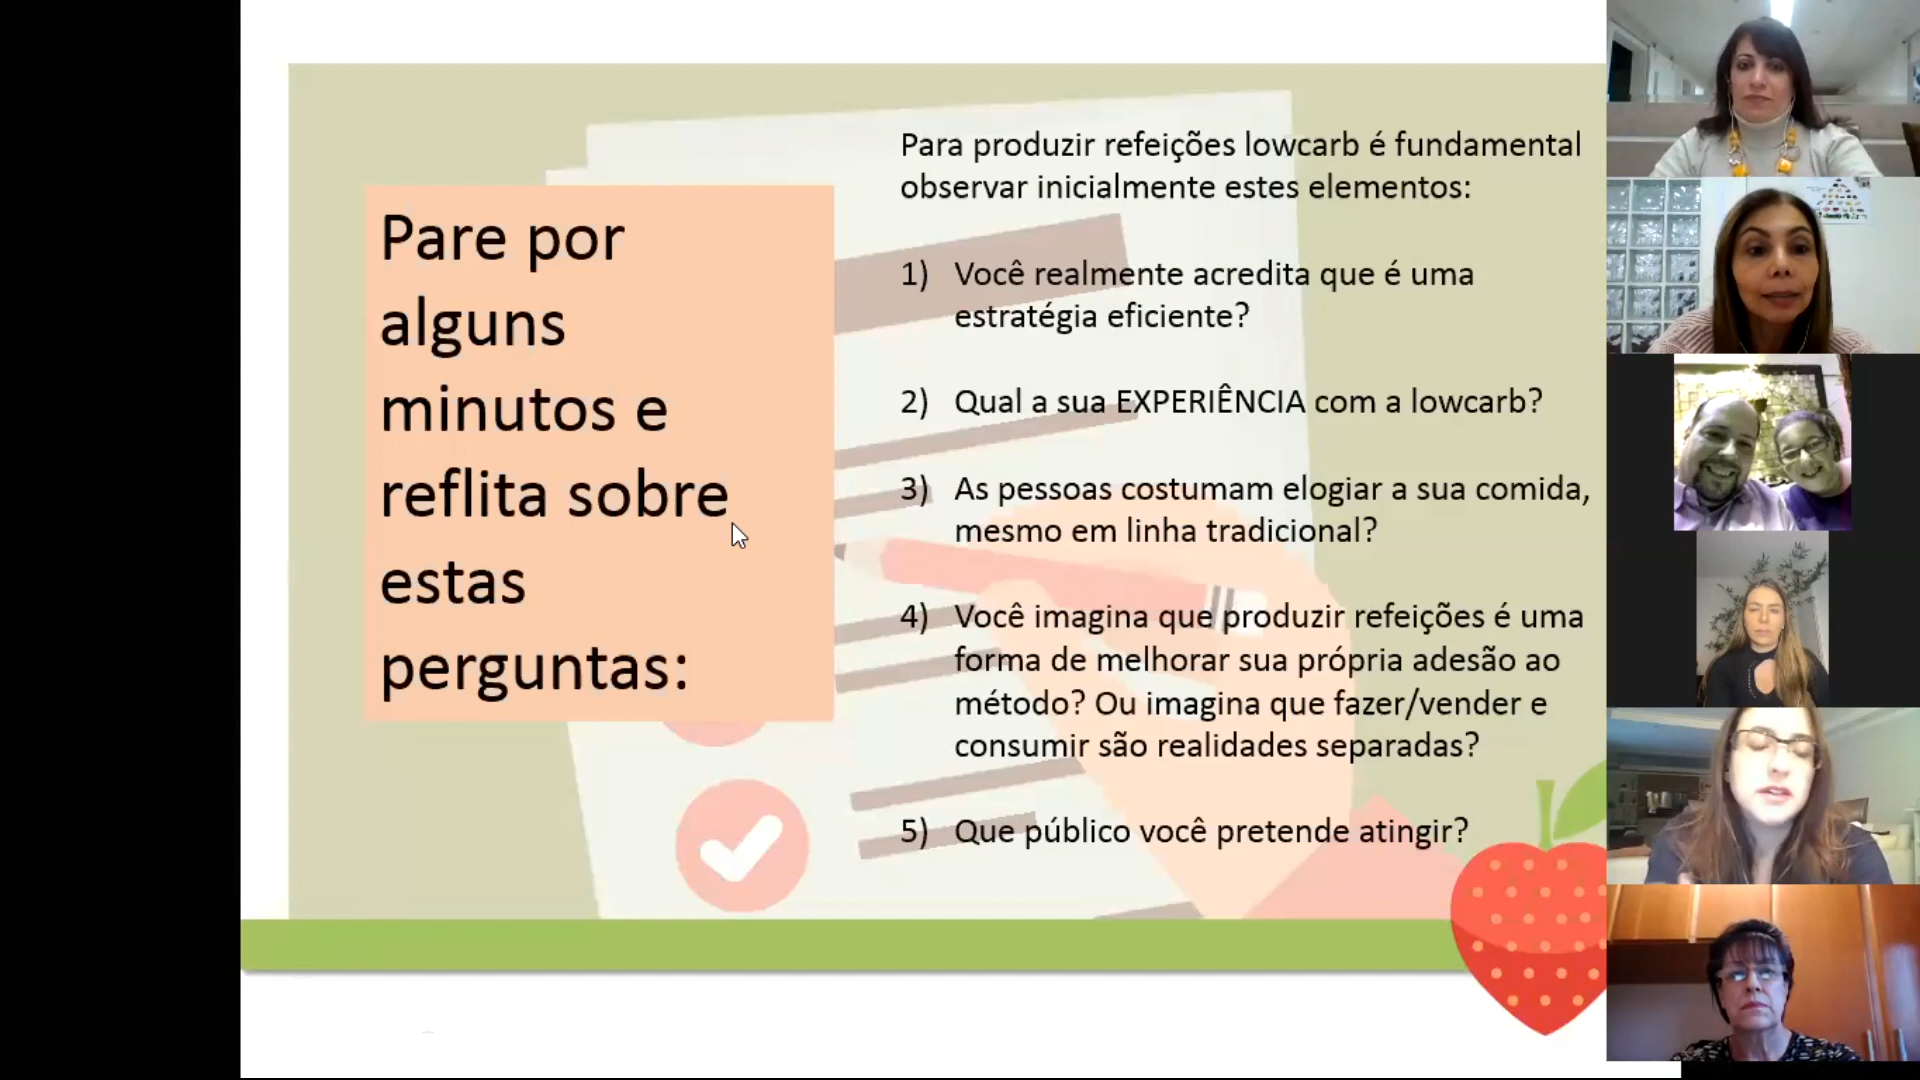 Pare por
alguns
minutos e
reflita sobre
estas
perguntas:
Para produzir refeições lowcarb é fundamental
observar inicialmente estes elementos:
1) Você realmente acredita que é uma
estratégia eficiente?
2) Qual a sua EXPERIÊNCIA com a lowcarb?
3) As pessoas costumam elogiar a sua comida,
mesmo em linha tradicional?
4) Você imagina que produzir refeições é uma
forma de melhorar sua própria adesão ao
método? Ou imagina que fazer/vender e
consumir são realidades separadas?
5) Que público você pretende atingir?